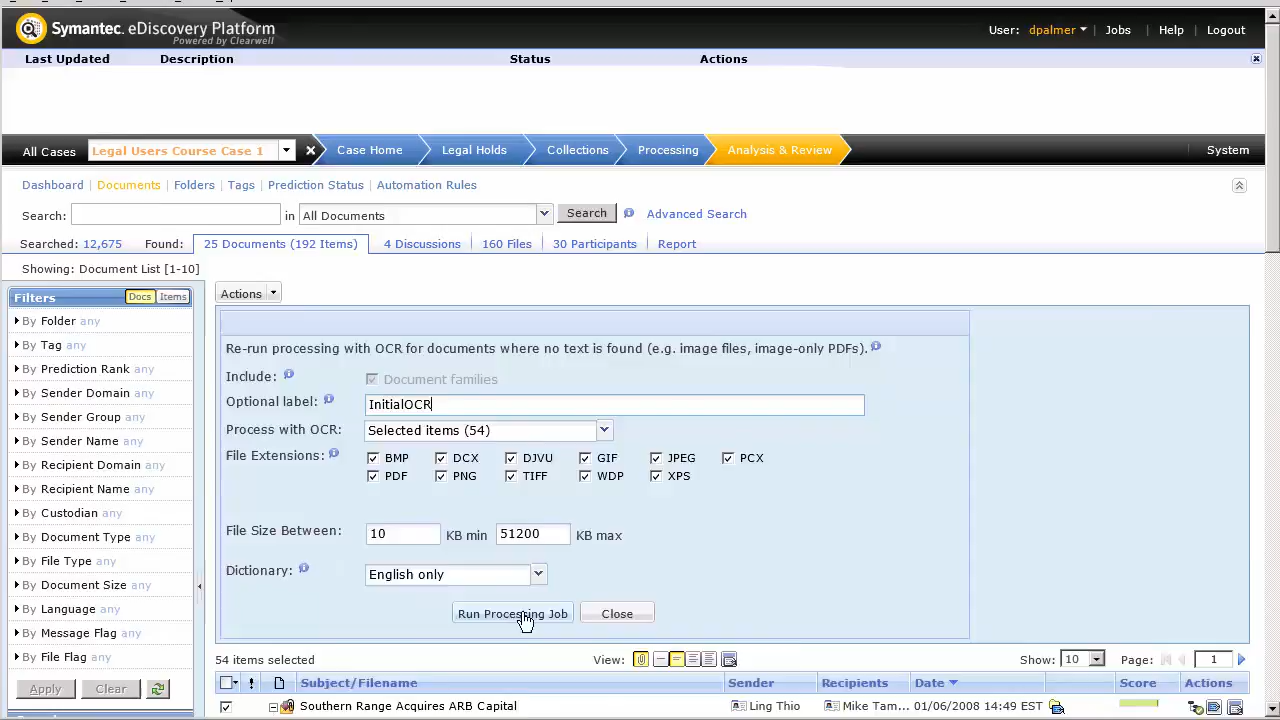 Symantec. eDiscovery Platform
Powered by Clearwell
User: dpalmer Jobs Help Logout
Last Updated Description Status Actions
All Cases Legal Users Course Case 1 Case Home Legal Holds Collections Processing Analysis & Review System
Dashboard Documents Folders Tags Prediction Status Automation Rules
Search: in All Documents Search Advanced Search
Searched: 12,675 Found: 25 Documents (192 Items) 4 Discussions 160 Files 30 Participants Report
Showing: Document List [1-10]
Filters Docs Items
By Folder any
By Tag any
By Prediction Rank any
By Sender Domain any
By Sender Group any
By Sender Name any
By Recipient Domain any
By Recipient Name any
By Custodian any
By Document Type any
By File Type any
By Document Size any
By Language any
By Message Flag any
By File Flag any
Apply Clear
Actions
Re-run processing with OCR for documents where no text is found (e.g. image files, image-only PDFs).
Include: Document families
Optional label: InitialOCR
Process with OCR: Selected items (54)
File Extensions: BMP DCX DJVU GIF JPEG PCX
PDF PNG TIFF WDP XPS
File Size Between: 10 KB min 51200 KB max
Dictionary: English only
Run Processing Job Close
54 items selected View: Show: 10 Page: 1
Subject/Filename Sender Recipients Date Score Actions
Southern Range Acquires ARB Capital Ling Thio Mike Tam... 01/06/2008 14:49 EST